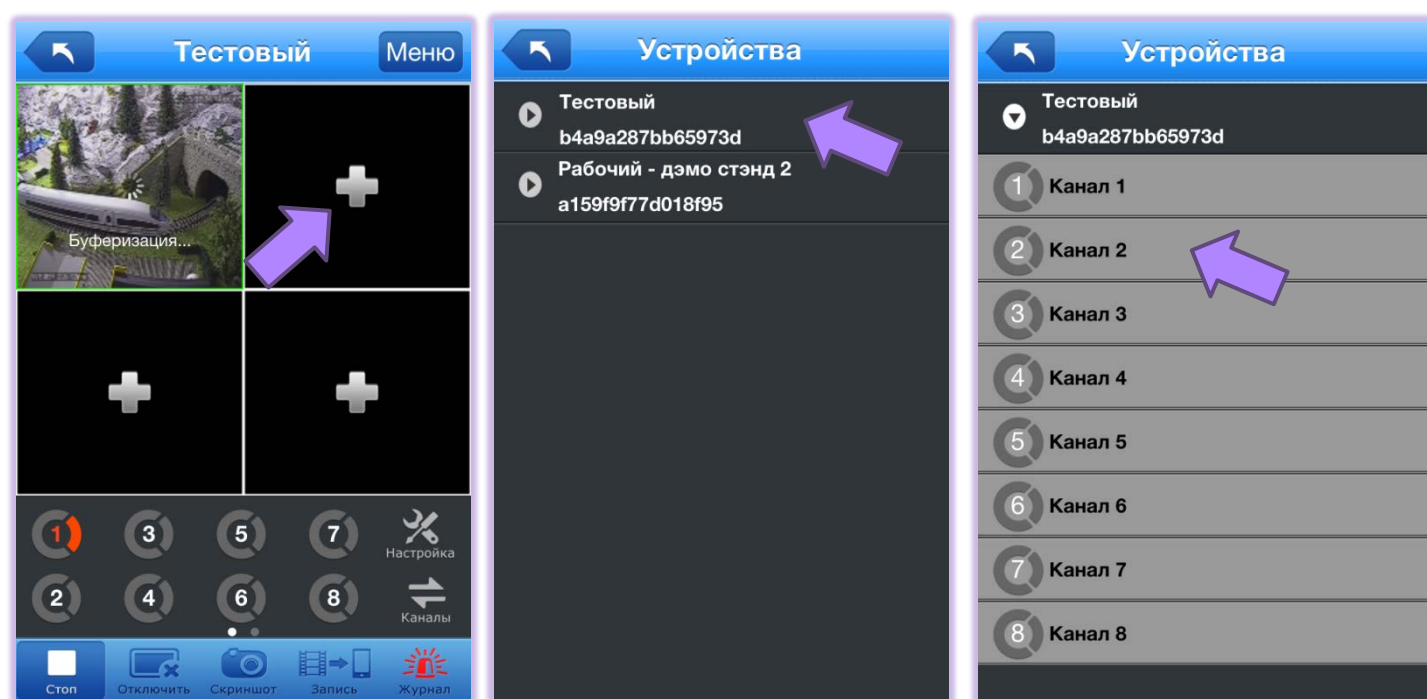 Тестовый
Меню
Буферизация...
1
3
5
7
Настройка
2
4
6
8
Каналы
Стоп
Отключить
Скриншот
Запись
Журнал
Устройства
Тестовый
b4a9a287bb65973d
Рабочий - дэмо стэнд 2
a159f9f77d018f95
Устройства
Тестовый
b4a9a287bb65973d
1 Канал 1
2 Канал 2
3 Канал 3
4 Канал 4
5 Канал 5
6 Канал 6
7 Канал 7
8 Канал 8